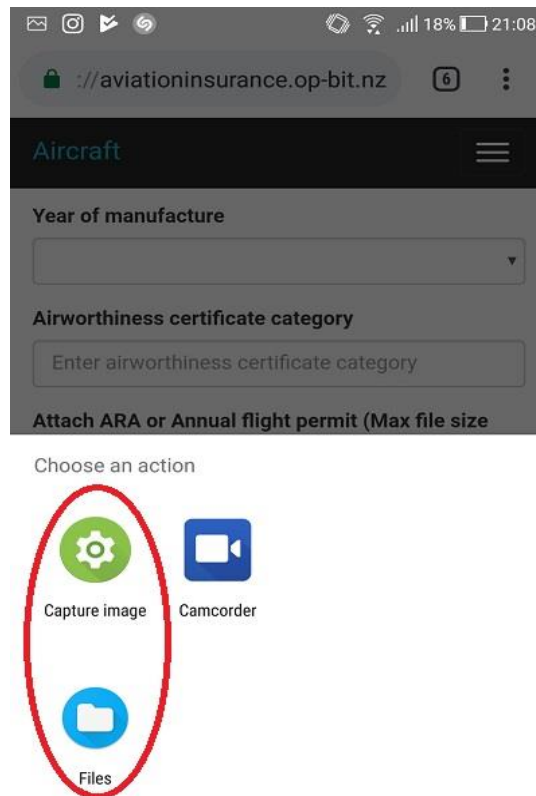 18% 21:08
://aviationinsurance.op-bit.nz 6
Aircraft
Year of manufacture
Airworthiness certificate category
Enter airworthiness certificate category
Attach ARA or Annual flight permit (Max file size
Choose an action
Capture image Camcorder
Files